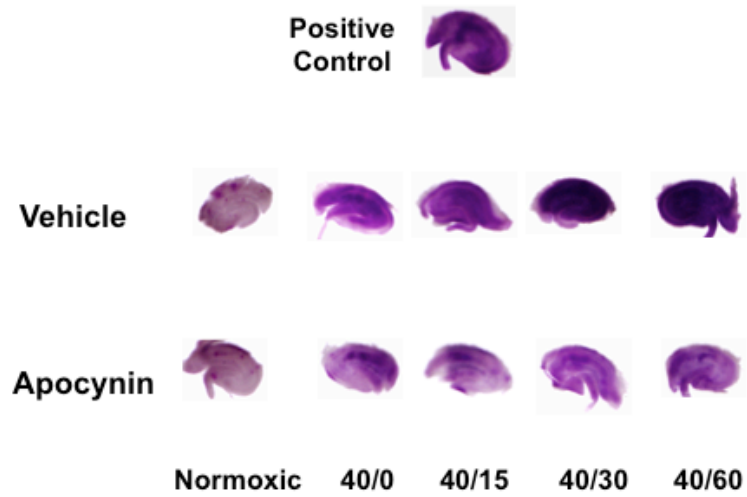 Positive
Control
Vehicle
Apocynin
Normoxic 40/0 40/15 40/30 40/60